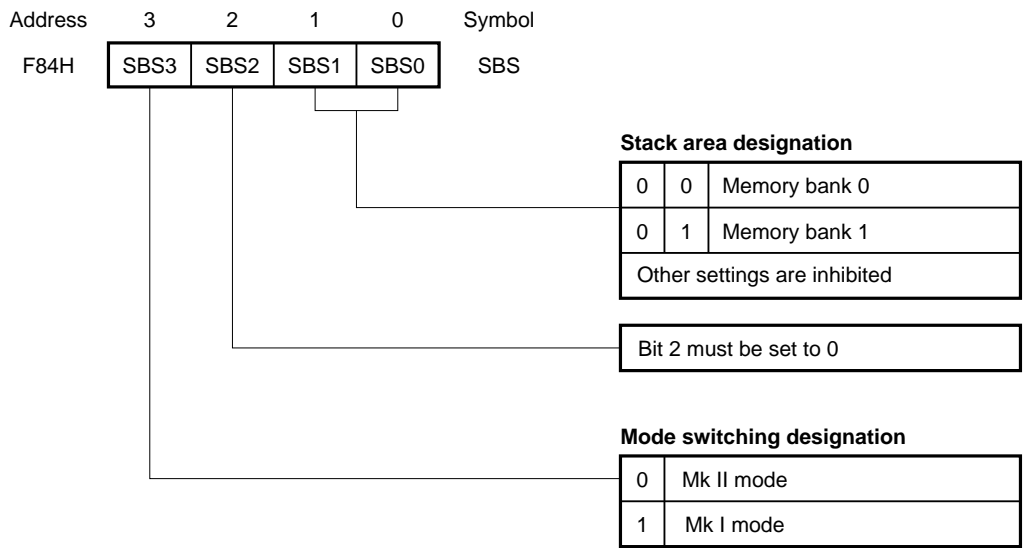 Address 3 2 1 0 Symbol
F84H SBS3 SBS2 SBS1 SBS0 SBS
Stack area designation
0 0 Memory bank 0
0 1 Memory bank 1
Other settings are inhibited
Bit 2 must be set to 0
Mode switching designation
0 Mk II mode
1 Mk I mode